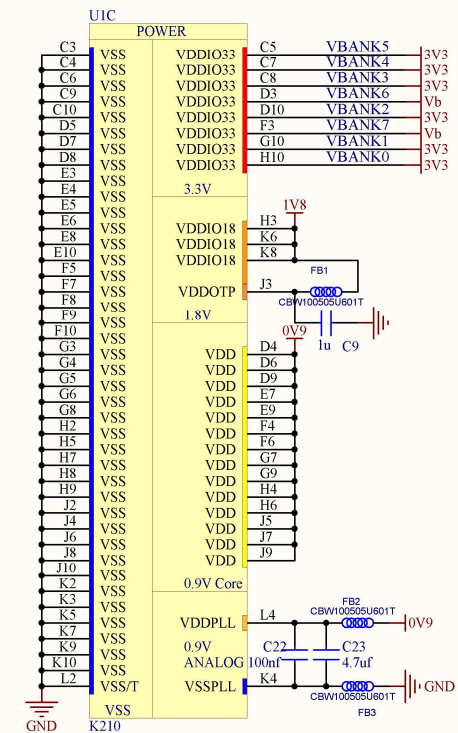 U1C
POWER
C3 VSS VDDIO33 C5 VBANK5 3V3
C4 VSS VDDIO33 C7 VBANK4 3V3
C6 VSS VDDIO33 C8 VBANK3 3V3
C9 VSS VDDIO33 D3 VBANK6 Vb
C10 VSS VDDIO33 D10 VBANK2 3V3
D5 VSS VDDIO33 F3 VBANK7 Vb
D7 VSS VDDIO33 G10 VBANK1 3V3
D8 VSS VDDIO33 H10 VBANK0 3V3
E3 VSS 3.3V
E4 VSS 1V8
E5 VSS
E6 VSS VDDIO18 H3
E8 VSS VDDIO18 K6
E10 VSS VDDIO18 K8
F5 VSS FB1
F7 VSS VDDOTP J3
F8 VSS CBW100505U601T
F9 VSS 1.8V
F10 VSS 0V9 1u C9
G3 VSS VDD D4
G4 VSS VDD D6
G5 VSS VDD D9
G6 VSS VDD E7
G8 VSS VDD E9
H2 VSS VDD F4
H5 VSS VDD F6
H7 VSS VDD G7
H8 VSS VDD G9
H9 VSS VDD H4
J2 VSS VDD H6
J4 VSS VDD J5
J6 VSS VDD J7
J8 VSS VDD J9
J10 VSS
K2 VSS 0.9V Core
K3 VSS FB2
CBW100505U601T
K5 VSS VDDPLL L4 0V9
K7 VSS
K9 VSS 0.9V C22 C23
K10 VSS ANALOG 100nf 4.7uf
L2 VSS/T VSSPLL K4 GND
CBW100505U601T
GND VSS FB3
K210